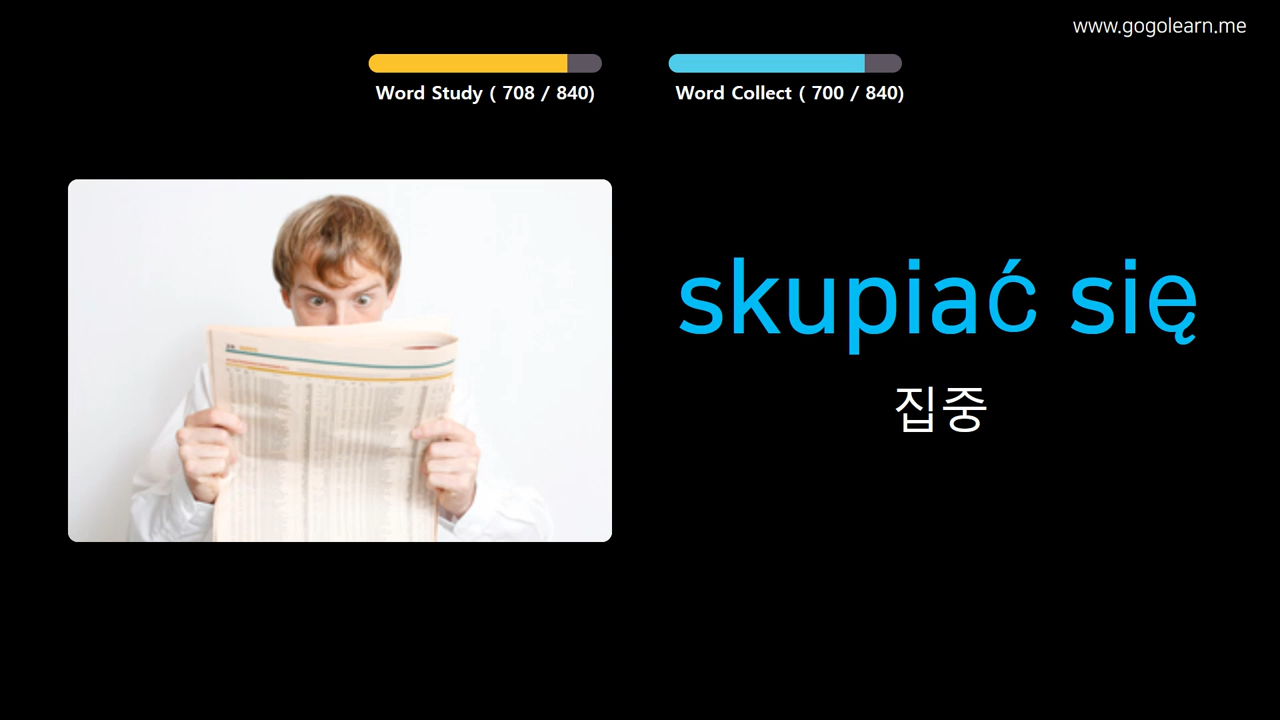 www.gogolearn.me
Word Study ( 708 / 840)
Word Collect ( 700 / 840)
skupiać się
집중